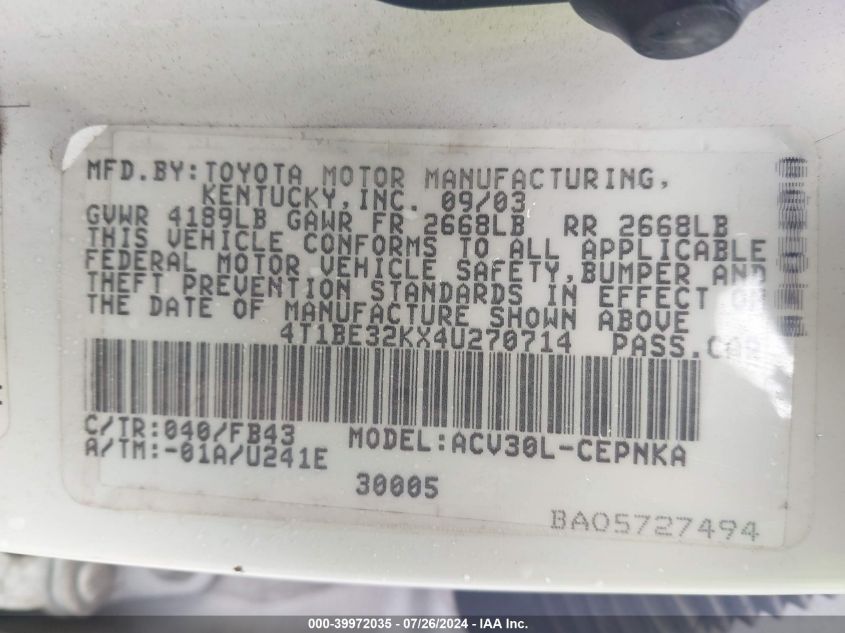 MFD.BY:TOYOTA MOTOR MANUFACTURING,
KENTUCKY,INC. 09/03
GVWR 4189LB GAWR FR 2668LB RR 2668LB
THIS VEHICLE CONFORMS TO ALL APPLICABLE
FEDERAL MOTOR VEHICLE SAFETY,BUMPER AND
THEFT PREVENTION STANDARDS IN EFFECT ON
THE DATE OF MANUFACTURE SHOWN ABOVE
4T1BE32KX4U270714 PASS.CAR
C/TR:040/FB43 MODEL:ACV30L-CEPNKA
A/TM:-01A/U241E
30005
BA05727494
000-39972035 - 07/26/2024 - IAA Inc.